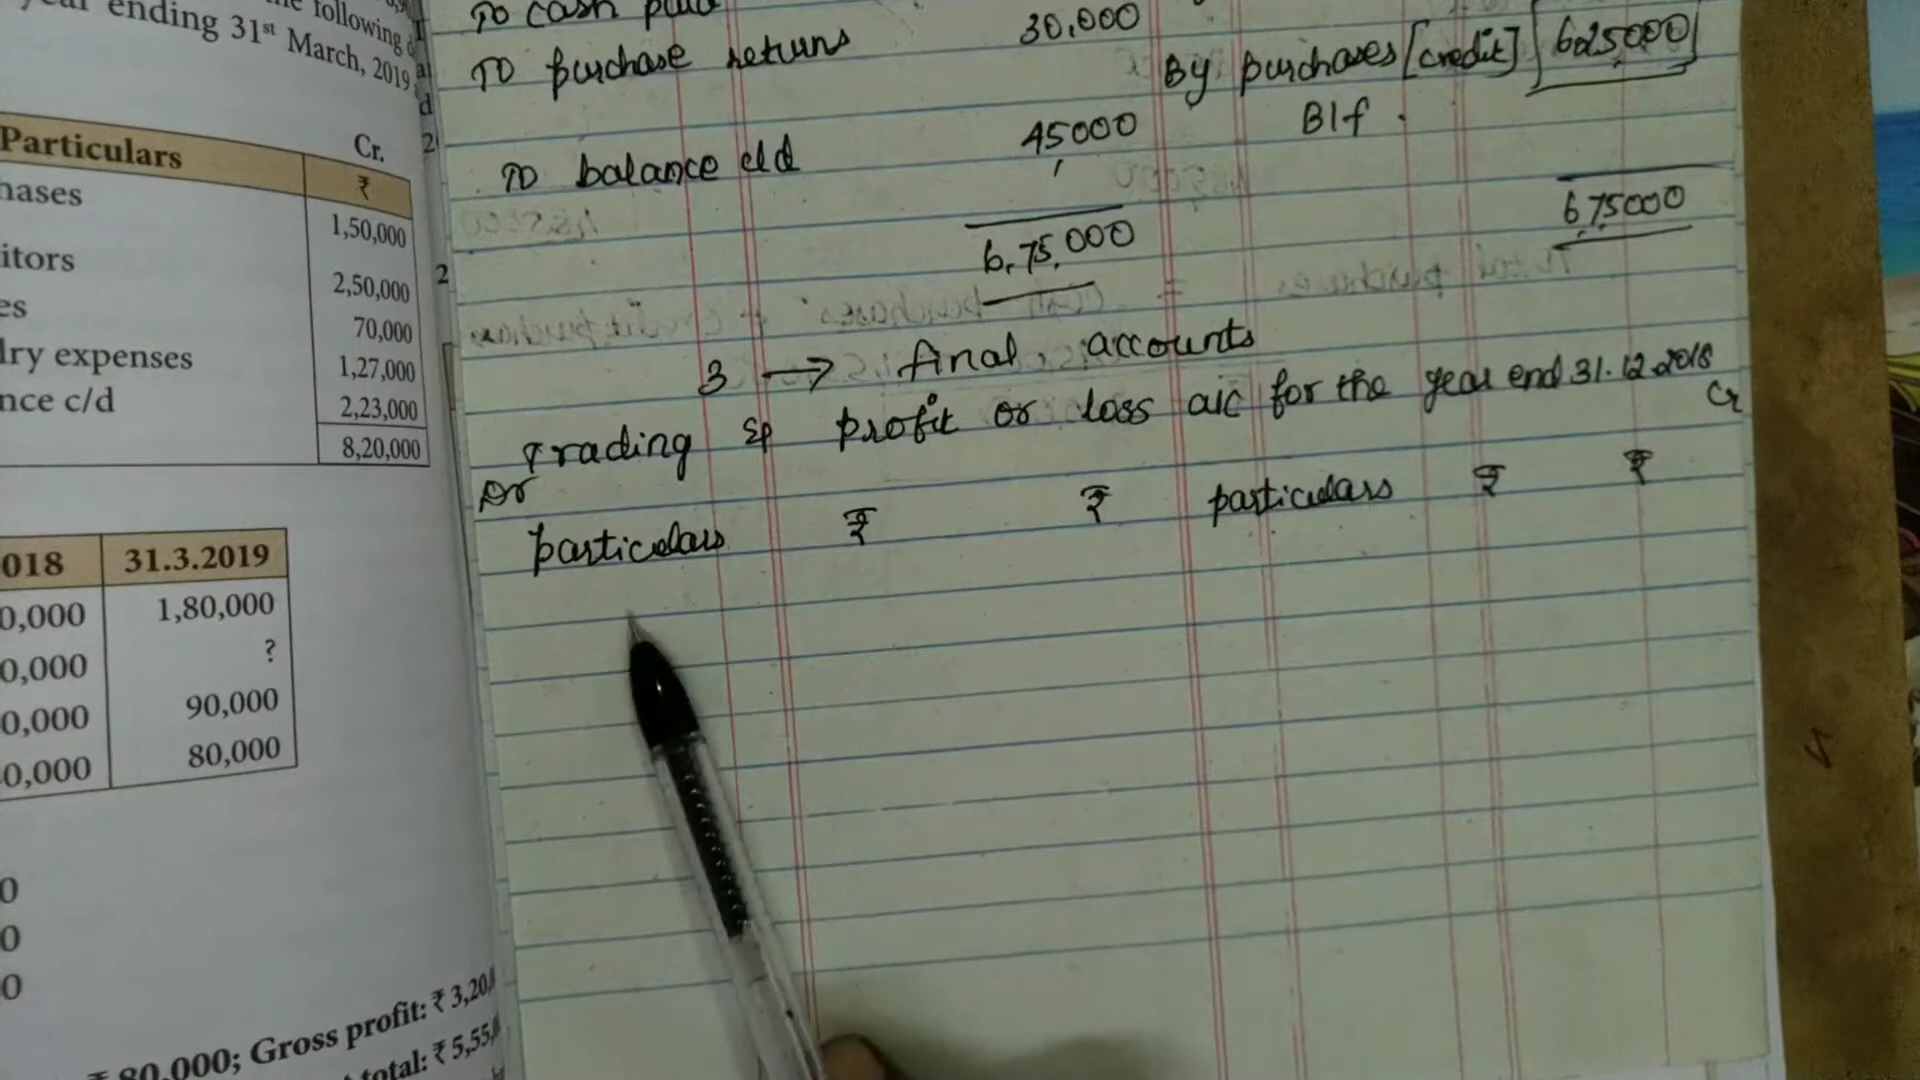 following
ending 31st March, 2019
Particulars
Cr.
₹
hases
1,50,000
itors
2,50,000
es
70,000
dry expenses
1,27,000
nce c/d
2,23,000
8,20,000
018 31.3.2019
0,000 1,80,000
0,000 ?
0,000 90,000
0,000 80,000
0
0
0
80,000; Gross profit: ₹ 3,20,
total: ₹ 5,55,
To cash paid
To purchase returns 30,000 By purchases [credit] 625000
B/f.
To balance c/d 45000
6,75,000 675000
3 → final accounts
Trading & profit or loss a/c for the year end 31.12.2018
Dr Cr
particulars ₹ ₹ particulars ₹ ₹